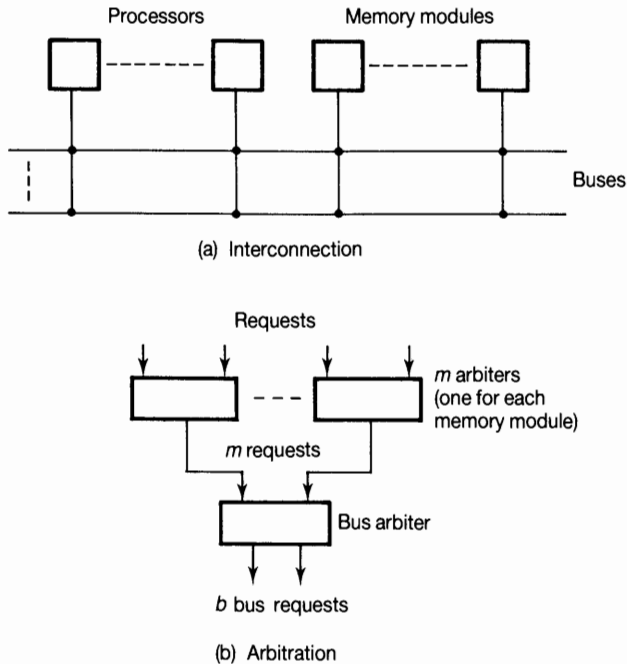 Processors
Memory modules
Buses
(a) Interconnection
Requests
m arbiters
(one for each
memory module)
m requests
Bus arbiter
b bus requests
(b) Arbitration